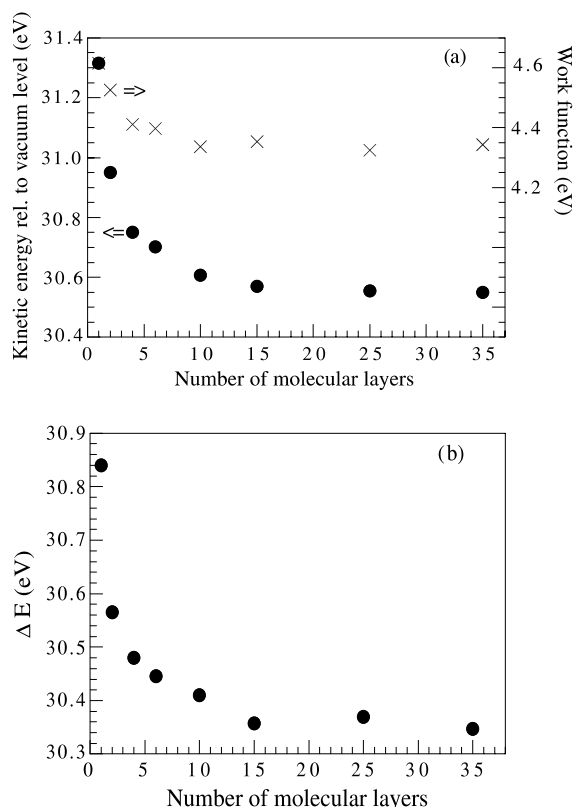 31.4
31.2
31.0
30.8
30.6
30.4
Kinetic energy rel. to vacuum level (eV)
(a)
⇒
⇐
4.6
4.4
4.2
Work function (eV)
0 5 10 15 20 25 30 35
Number of molecular layers
30.9
30.8
30.7
30.6
30.5
30.4
30.3
Δ E (eV)
(b)
0 5 10 15 20 25 30 35
Number of molecular layers